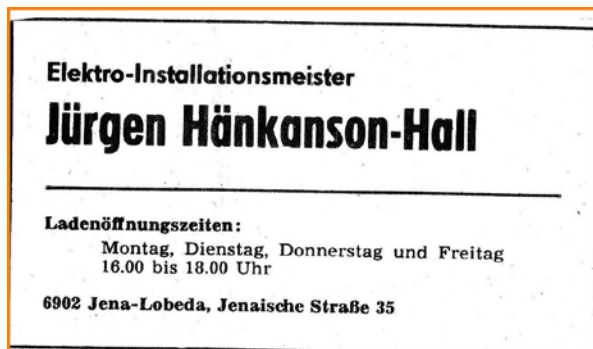 Elektro-Installationsmeister
Jürgen Hänkanson-Hall
Ladenöffnungszeiten:
Montag, Dienstag, Donnerstag und Freitag
16.00 bis 18.00 Uhr
6902 Jena-Lobeda, Jenaische Straße 35